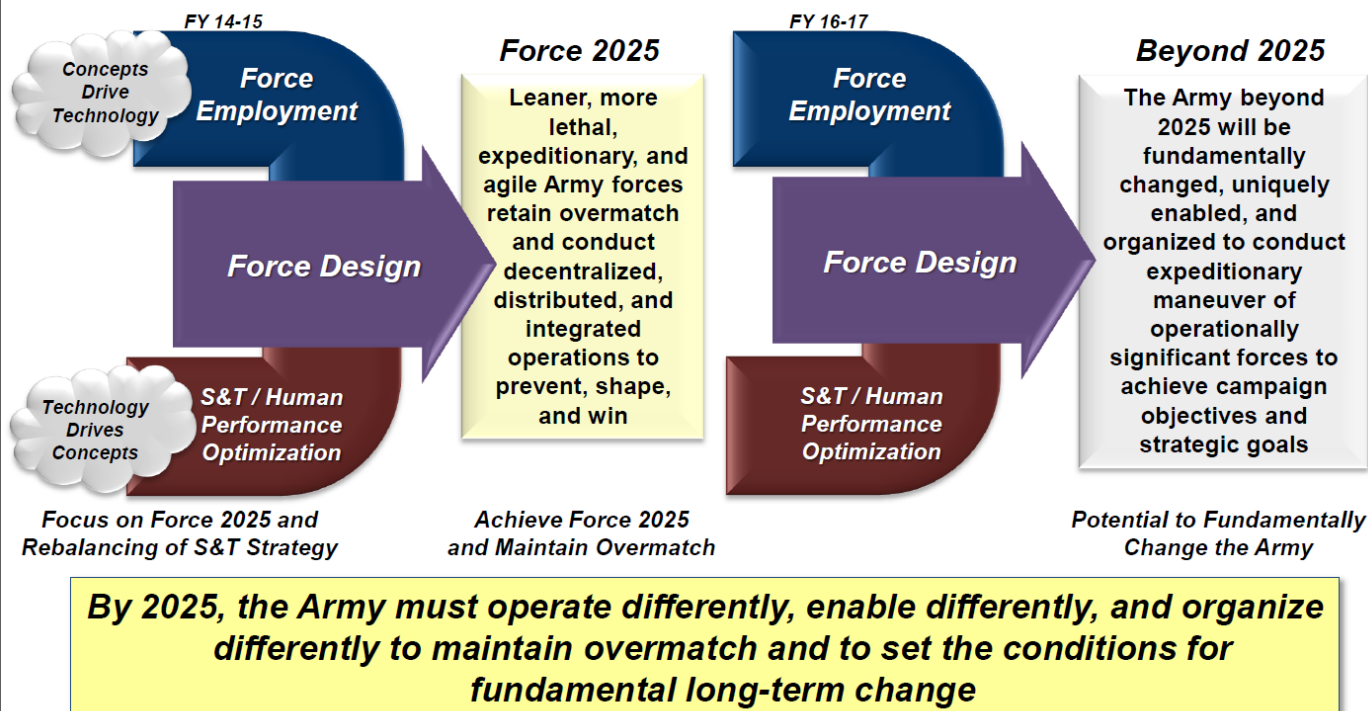 FY 14-15
Concepts
Drive
Technology
Force
Employment
Force Design
Technology
Drives
Concepts
S&T / Human
Performance
Optimization
Focus on Force 2025 and
Rebalancing of S&T Strategy
Force 2025
Leaner, more
lethal,
expeditionary, and
agile Army forces
retain overmatch
and conduct
decentralized,
distributed, and
integrated
operations to
prevent, shape,
and win
Achieve Force 2025
and Maintain Overmatch
FY 16-17
Force
Employment
Force Design
S&T / Human
Performance
Optimization
Beyond 2025
The Army beyond
2025 will be
fundamentally
changed, uniquely
enabled, and
organized to conduct
expeditionary
maneuver of
operationally
significant forces to
achieve campaign
objectives and
strategic goals
Potential to Fundamentally
Change the Army
By 2025, the Army must operate differently, enable differently, and organize
differently to maintain overmatch and to set the conditions for
fundamental long-term change